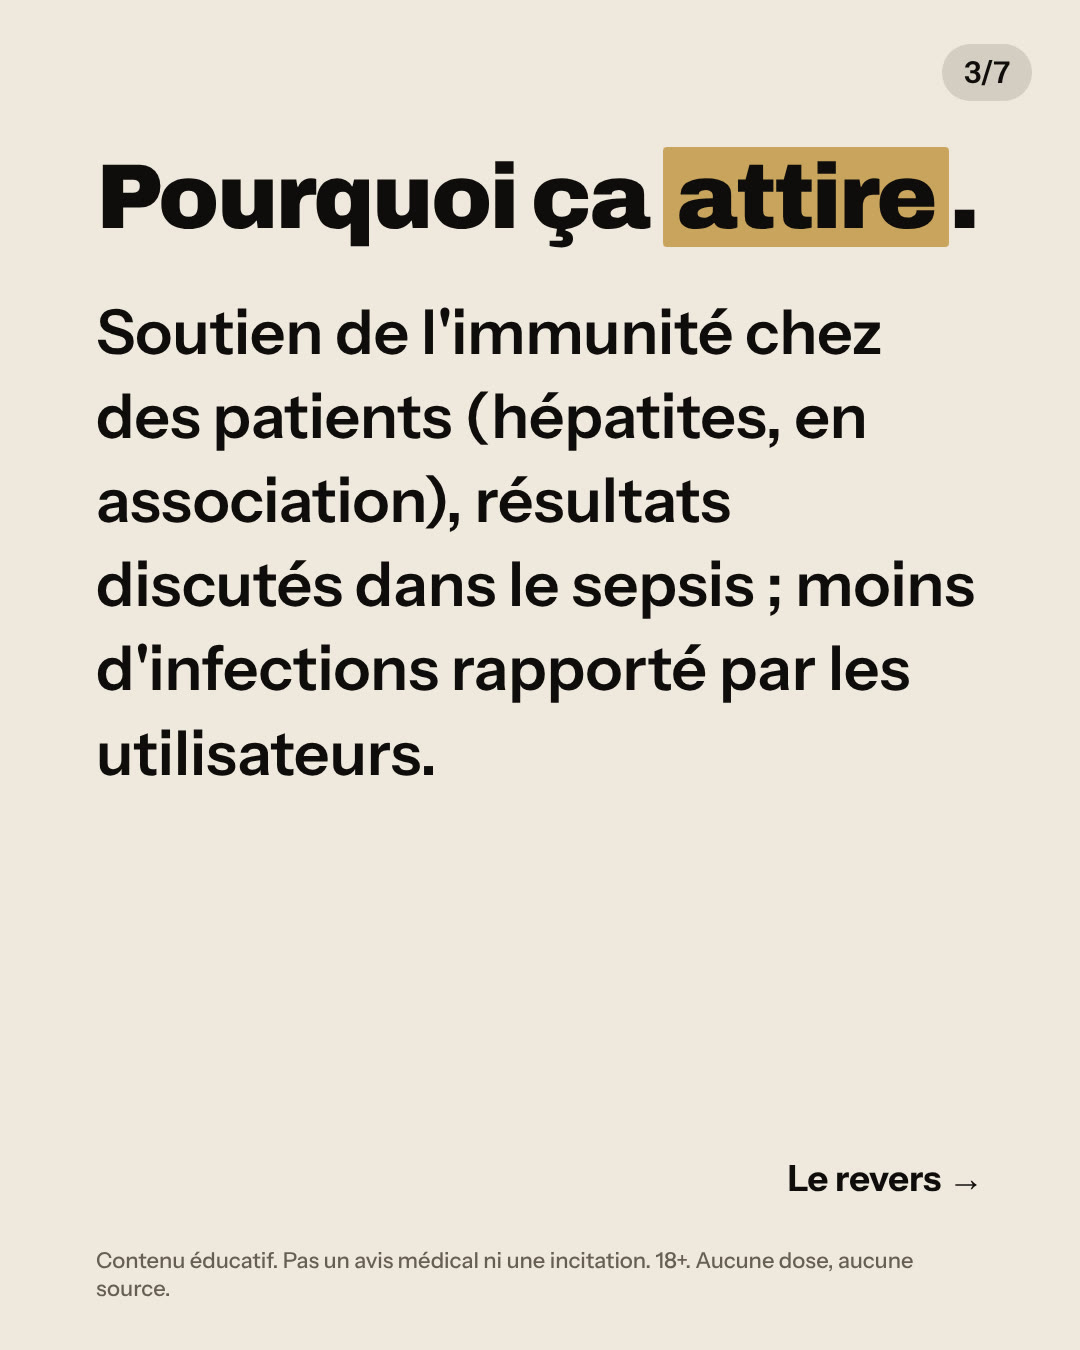 3/7
Pourquoi ça attire.
Soutien de l'immunité chez
des patients (hépatites, en
association), résultats
discutés dans le sepsis ; moins
d'infections rapporté par les
utilisateurs.
Le revers →
Contenu éducatif. Pas un avis médical ni une incitation. 18+. Aucune dose, aucune
source.